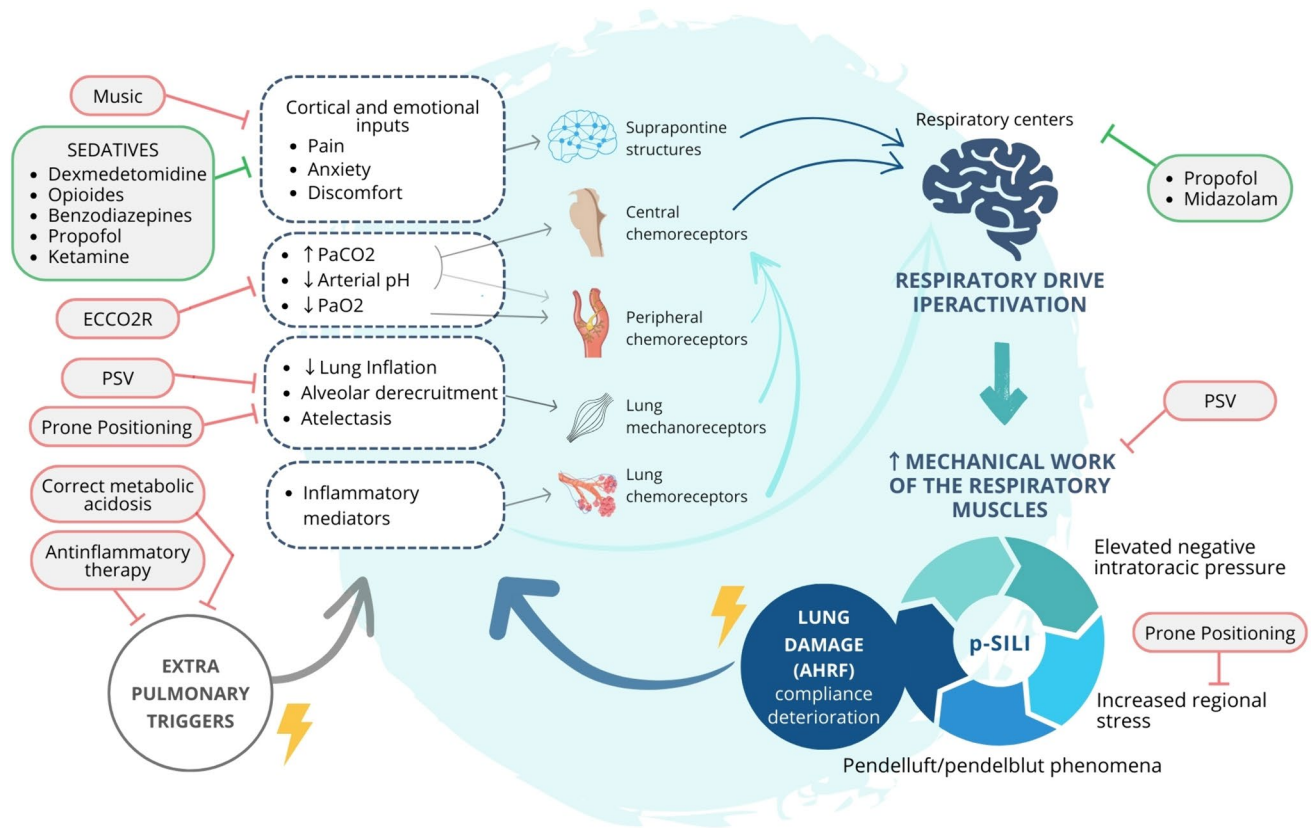 Music
SEDATIVES
• Dexmedetomidine
• Opioides
• Benzodiazepines
• Propofol
• Ketamine
ECCO2R
PSV
Prone Positioning
Correct metabolic
acidosis
Antinflammatory
therapy
EXTRA
PULMONARY
TRIGGERS
Cortical and emotional
inputs
• Pain
• Anxiety
• Discomfort
• ↑ PaCO2
• ↓ Arterial pH
• ↓ PaO2
• ↓ Lung Inflation
• Alveolar derecruitment
• Atelectasis
• Inflammatory
mediators
Suprapontine
structures
Central
chemoreceptors
Peripheral
chemoreceptors
Lung
mechanoreceptors
Lung
chemoreceptors
Respiratory centers
• Propofol
• Midazolam
RESPIRATORY DRIVE
IPERACTIVATION
PSV
↑ MECHANICAL WORK
OF THE RESPIRATORY
MUSCLES
Elevated negative
intratoracic pressure
Prone Positioning
Increased regional
stress
p-SILI
LUNG
DAMAGE
(AHRF)
compliance
deterioration
Pendelluft/pendelblut phenomena